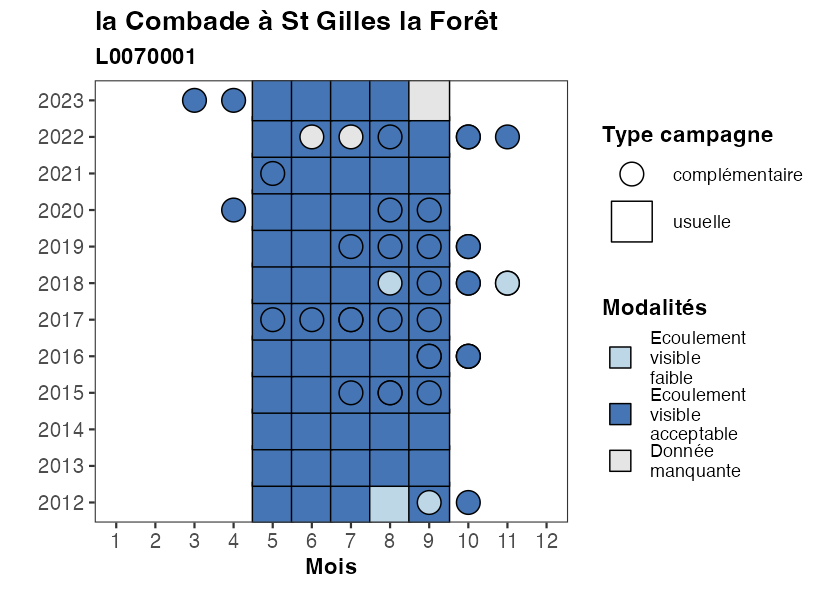 la Combade à St Gilles la Forêt
L0070001
2023
2022
2021
2020
2019
2018
2017
2016
2015
2014
2013
2012
1 2 3 4 5 6 7 8 9 10 11 12
Mois
Type campagne
complémentaire
usuelle
Modalités
Ecoulement
visible
faible
Ecoulement
visible
acceptable
Donnée
manquante